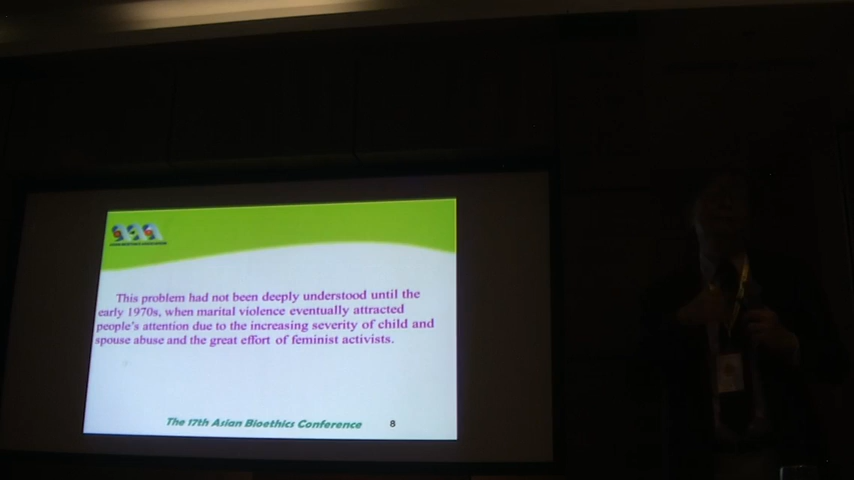 This problem had not been deeply understood until the
early 1970s, when marital violence eventually attracted
people's attention due to the increasing severity of child and
spouse abuse and the great effort of feminist activists.
The 17th Asian Bioethics Conference 8